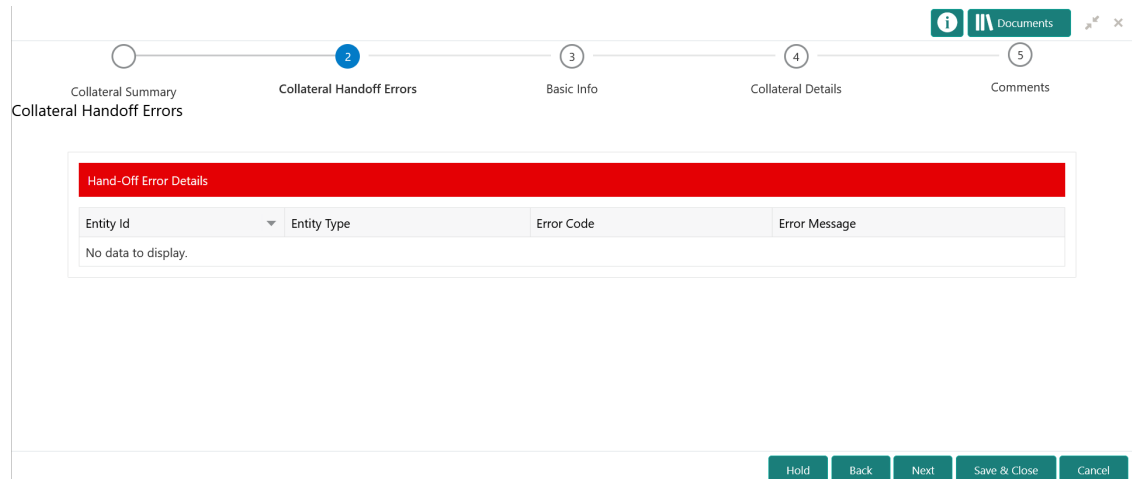 Documents
2
3
4
5
Collateral Summary
Collateral Handoff Errors
Basic Info
Collateral Details
Comments
Collateral Handoff Errors
Hand-Off Error Details
Entity Id Entity Type Error Code Error Message
No data to display.
Hold Back Next Save & Close Cancel